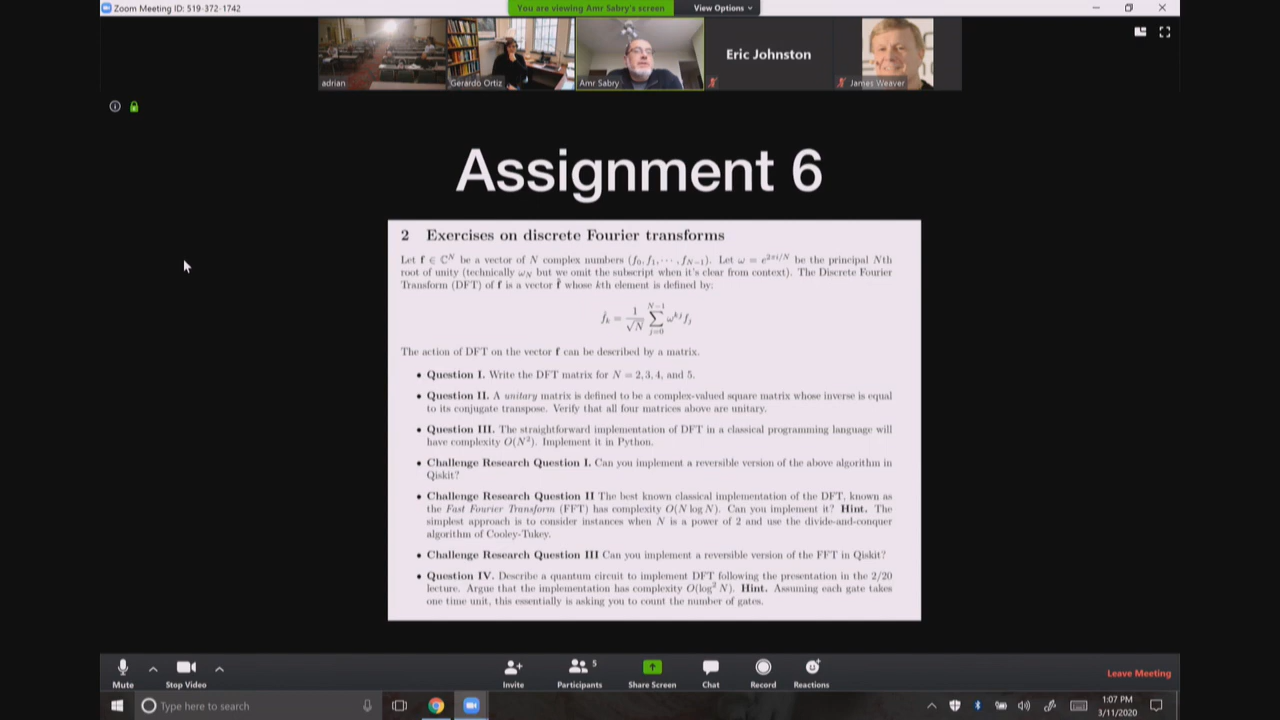 Zoom Meeting ID: 519-372-1742
You are viewing Amr Sabry's screen
View Options
adrian
Gerardo Ortiz
Amr Sabry
Eric Johnston
James Weaver
Assignment 6
2 Exercises on discrete Fourier transforms
Let f ∈ ℂᴺ be a vector of N complex numbers (f₀, f₁, ⋯ , f_{N−1}). Let ω = e^{2πi/N} be the principal Nth
root of unity (technically ω_N but we omit the subscript when it's clear from context). The Discrete Fourier
Transform (DFT) of f is a vector f̂ whose kth element is defined by:
f̂ₖ = 1/√N ∑_{j=0}^{N−1} ω^{kj} fⱼ
The action of DFT on the vector f can be described by a matrix.
• Question I. Write the DFT matrix for N = 2, 3, 4, and 5.
• Question II. A unitary matrix is defined to be a complex-valued square matrix whose inverse is equal
to its conjugate transpose. Verify that all four matrices above are unitary.
• Question III. The straightforward implementation of DFT in a classical programming language will
have complexity O(N²). Implement it in Python.
• Challenge Research Question I. Can you implement a reversible version of the above algorithm in
Qiskit?
• Challenge Research Question II The best known classical implementation of the DFT, known as
the Fast Fourier Transform (FFT) has complexity O(N log N). Can you implement it? Hint. The
simplest approach is to consider instances when N is a power of 2 and use the divide-and-conquer
algorithm of Cooley-Tukey.
• Challenge Research Question III Can you implement a reversible version of the FFT in Qiskit?
• Question IV. Describe a quantum circuit to implement DFT following the presentation in the 2/20
lecture. Argue that the implementation has complexity O(log² N). Hint. Assuming each gate takes
one time unit, this essentially is asking you to count the number of gates.
Mute
Stop Video
Invite
5
Participants
Share Screen
Chat
Record
Reactions
Leave Meeting
Type here to search
1:07 PM
3/11/2020